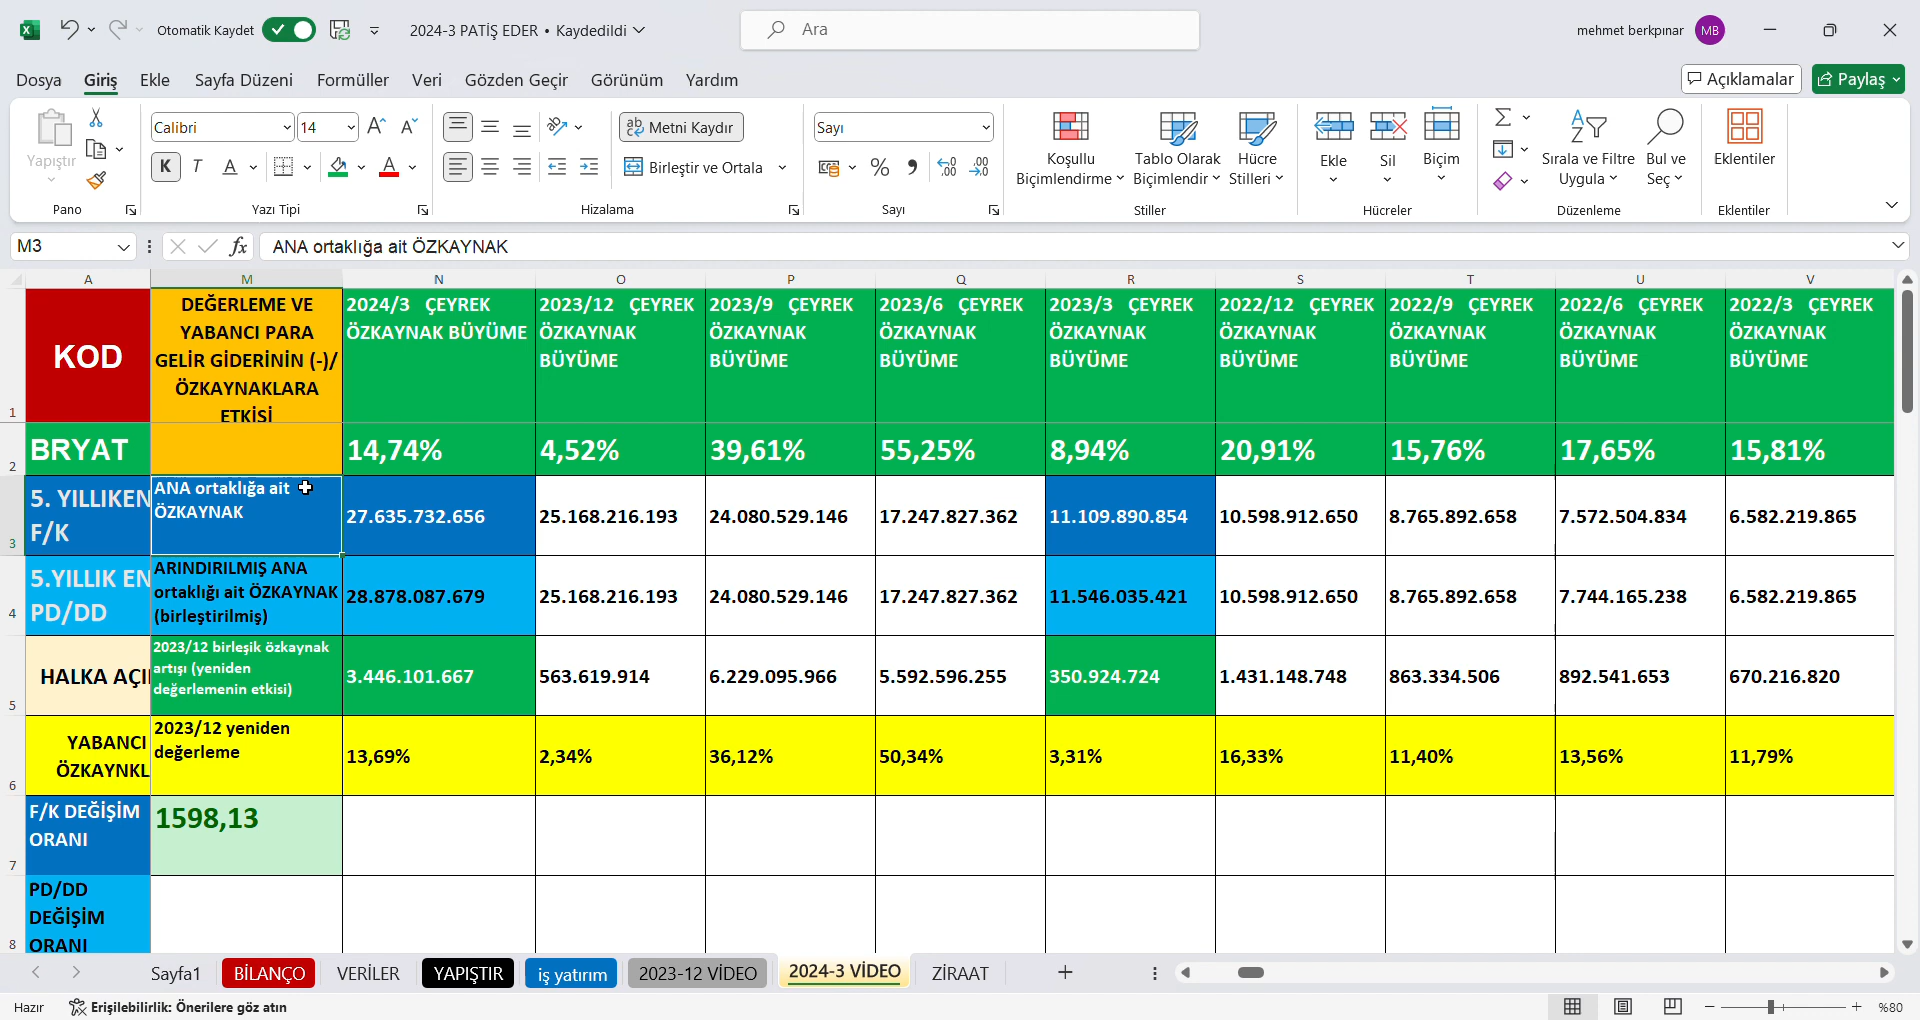 Otomatik Kaydet
2024-3 PATİŞ EDER • Kaydedildi
Ara
mehmet berkpınar
MB
Dosya
Giriş
Ekle
Sayfa Düzeni
Formüller
Veri
Gözden Geçir
Görünüm
Yardım
Açıklamalar
Paylaş
Yapıştır
Pano
Calibri
14
K
T
A
Yazı Tipi
Metni Kaydır
Birleştir ve Ortala
Hizalama
Sayı
%
Sayı
Koşullu
Biçimlendirme
Tablo Olarak
Biçimlendir
Hücre
Stilleri
Stiller
Ekle
Sil
Biçim
Hücreler
Sırala ve Filtre
Uygula
Bul ve
Seç
Düzenleme
Eklentiler
Eklentiler
M3
fx
ANA ortaklığa ait ÖZKAYNAK
A M N O P Q R S T U V
1
KOD
DEĞERLEME VE
YABANCI PARA
GELİR GİDERİNİN (-)/
ÖZKAYNAKLARA
ETKİSİ
2024/3 ÇEYREK
ÖZKAYNAK BÜYÜME
2023/12 ÇEYREK
ÖZKAYNAK
BÜYÜME
2023/9 ÇEYREK
ÖZKAYNAK
BÜYÜME
2023/6 ÇEYREK
ÖZKAYNAK
BÜYÜME
2023/3 ÇEYREK
ÖZKAYNAK
BÜYÜME
2022/12 ÇEYREK
ÖZKAYNAK
BÜYÜME
2022/9 ÇEYREK
ÖZKAYNAK
BÜYÜME
2022/6 ÇEYREK
ÖZKAYNAK
BÜYÜME
2022/3 ÇEYREK
ÖZKAYNAK
BÜYÜME
2 BRYAT 14,74% 4,52% 39,61% 55,25% 8,94% 20,91% 15,76% 17,65% 15,81%
3
5. YILLIKEN
F/K
ANA ortaklığa ait
ÖZKAYNAK
27.635.732.656 25.168.216.193 24.080.529.146 17.247.827.362 11.109.890.854 10.598.912.650 8.765.892.658 7.572.504.834 6.582.219.865
4
5.YILLIK EN
PD/DD
ARINDIRILMIŞ ANA
ortaklığı ait ÖZKAYNAK
(birleştirilmiş)
28.878.087.679 25.168.216.193 24.080.529.146 17.247.827.362 11.546.035.421 10.598.912.650 8.765.892.658 7.744.165.238 6.582.219.865
5
HALKA AÇI
2023/12 birleşik özkaynak
artışı (yeniden
değerlemenin etkisi)
3.446.101.667 563.619.914 6.229.095.966 5.592.596.255 350.924.724 1.431.148.748 863.334.506 892.541.653 670.216.820
6
YABANCI
ÖZKAYNKL
2023/12 yeniden
değerleme
13,69% 2,34% 36,12% 50,34% 3,31% 16,33% 11,40% 13,56% 11,79%
7
F/K DEĞİŞİM
ORANI
1598,13
8
PD/DD
DEĞİŞİM
ORANI
Sayfa1
BİLANÇO
VERİLER
YAPIŞTIR
iş yatırım
2023-12 VİDEO
2024-3 VİDEO
ZİRAAT
Hazır
Erişilebilirlik: Önerilere göz atın
%80